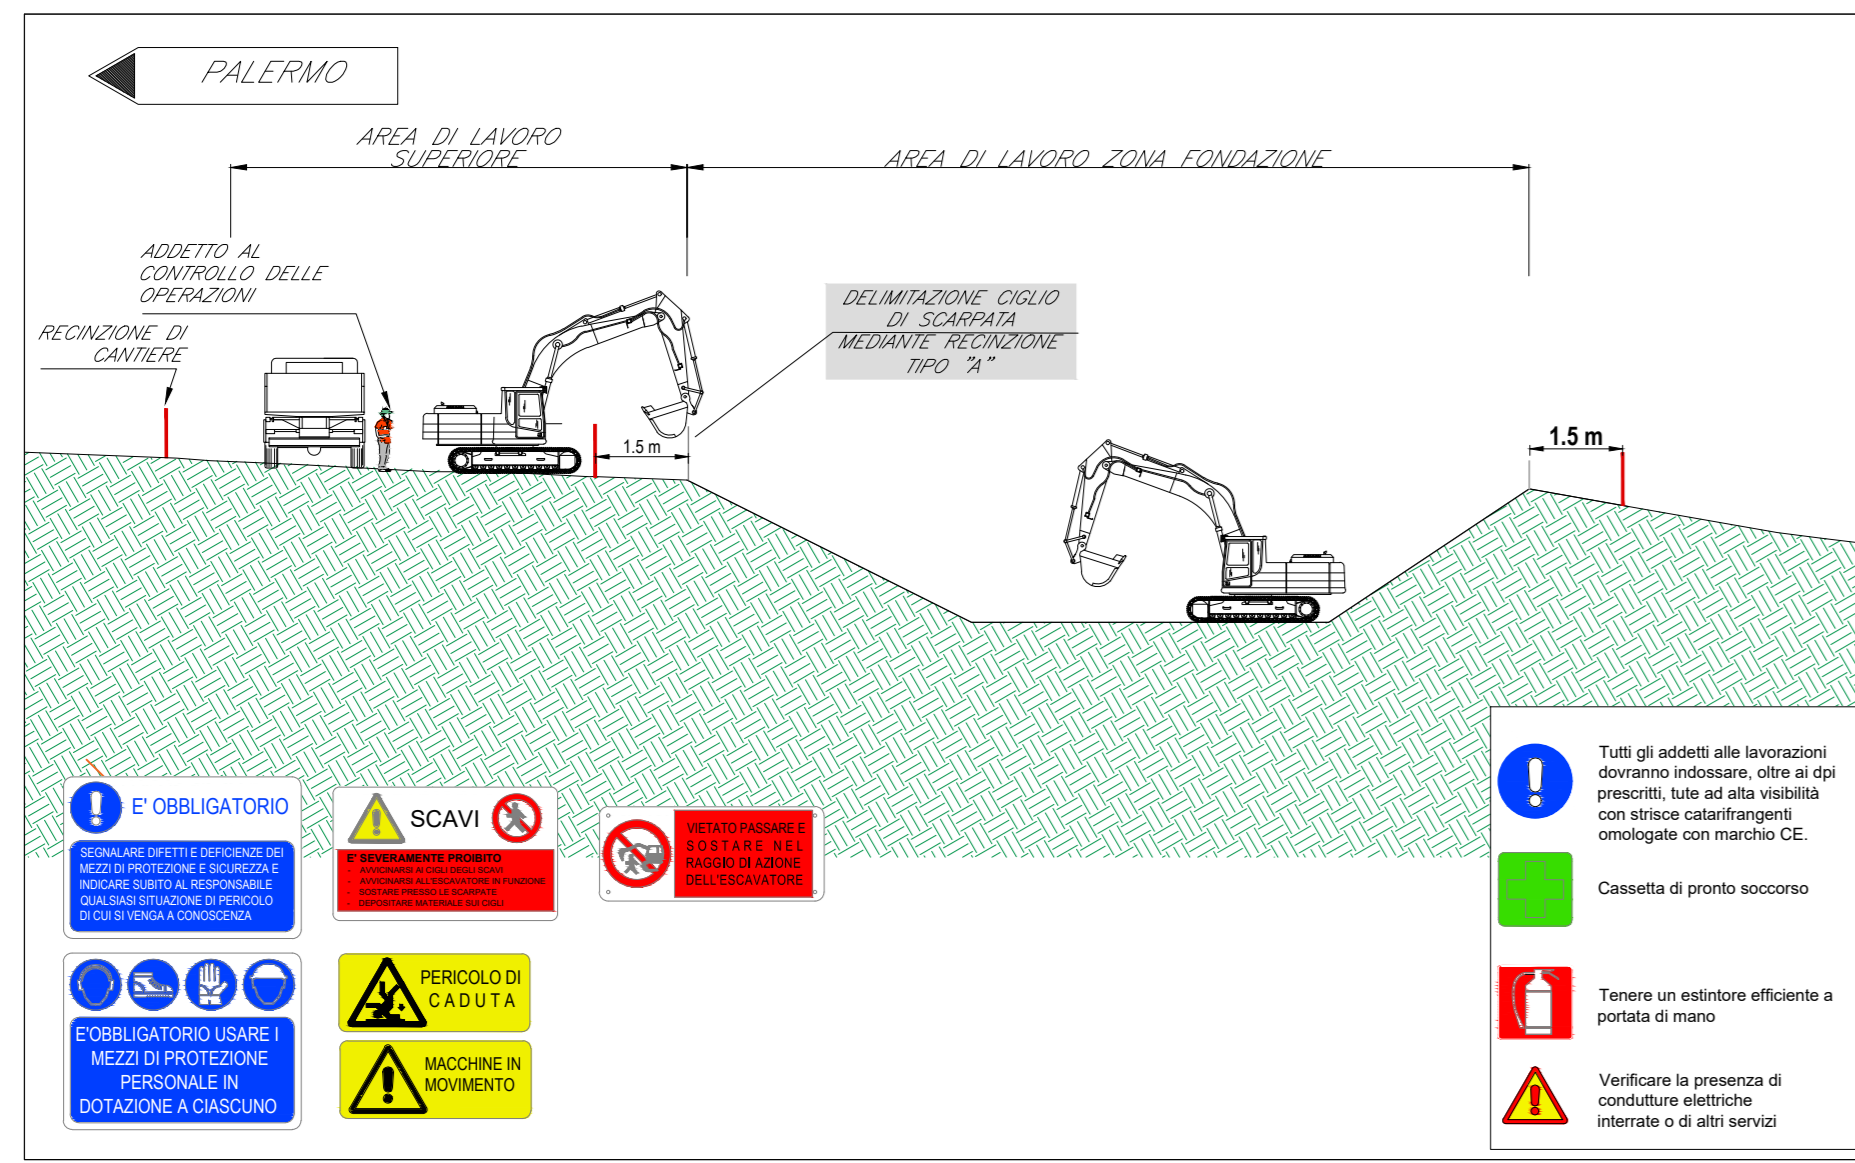 PALERMO
AREA DI LAVORO
SUPERIORE
AREA DI LAVORO ZONA FONDAZIONE
ADDETTO AL
CONTROLLO DELLE
OPERAZIONI
RECINZIONE DI
CANTIERE
DELIMITAZIONE CIGLIO
DI SCARPATA
MEDIANTE RECINZIONE
TIPO "A"
1.5 m
1.5 m
E' OBBLIGATORIO
SEGNALARE DIFETTI E DEFICIENZE DEI
MEZZI DI PROTEZIONE E SICUREZZA E
INDICARE SUBITO AL RESPONSABILE
QUALSIASI SITUAZIONE DI PERICOLO
DI CUI SI VENGA A CONOSCENZA
SCAVI
E' SEVERAMENTE PROIBITO
- AVVICINARSI AI CIGLI DEGLI SCAVI
- AVVICINARSI ALL'ESCAVATORE IN FUNZIONE
- SOSTARE PRESSO LE SCARPATE
- DEPOSITARE MATERIALE SUI CIGLI
VIETATO PASSARE E
SOSTARE NEL
RAGGIO DI AZIONE
DELL'ESCAVATORE
E'OBBLIGATORIO USARE I
MEZZI DI PROTEZIONE
PERSONALE IN
DOTAZIONE A CIASCUNO
PERICOLO DI
CADUTA
MACCHINE IN
MOVIMENTO
Tutti gli addetti alle lavorazioni
dovranno indossare, oltre ai dpi
prescritti, tute ad alta visibilità
con strisce catarifrangenti
omologate con marchio CE.
Cassetta di pronto soccorso
Tenere un estintore efficiente a
portata di mano
Verificare la presenza di
condutture elettriche
interrate o di altri servizi